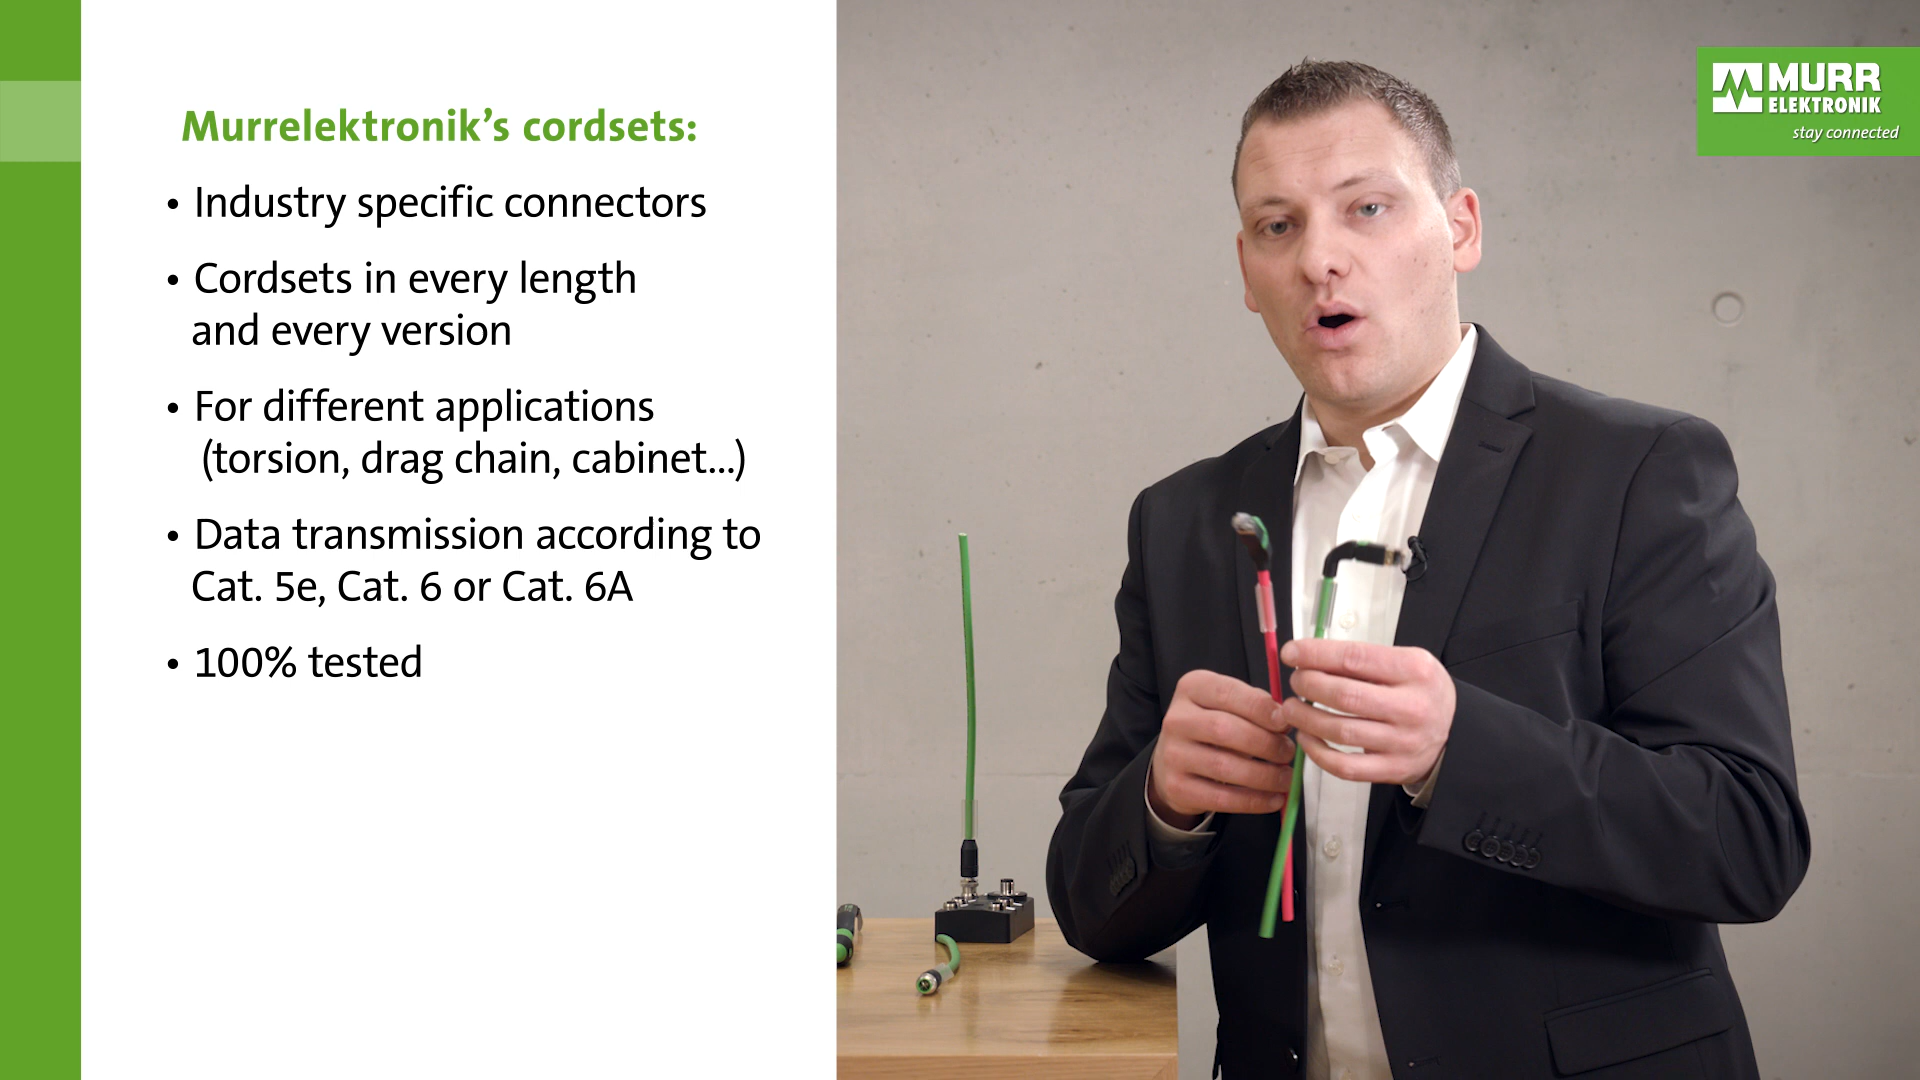 Murrelektronik’s cordsets:
• Industry specific connectors
• Cordsets in every length
and every version
• For different applications
(torsion, drag chain, cabinet...)
• Data transmission according to
Cat. 5e, Cat. 6 or Cat. 6A
• 100% tested
MURR
ELEKTRONIK
stay connected